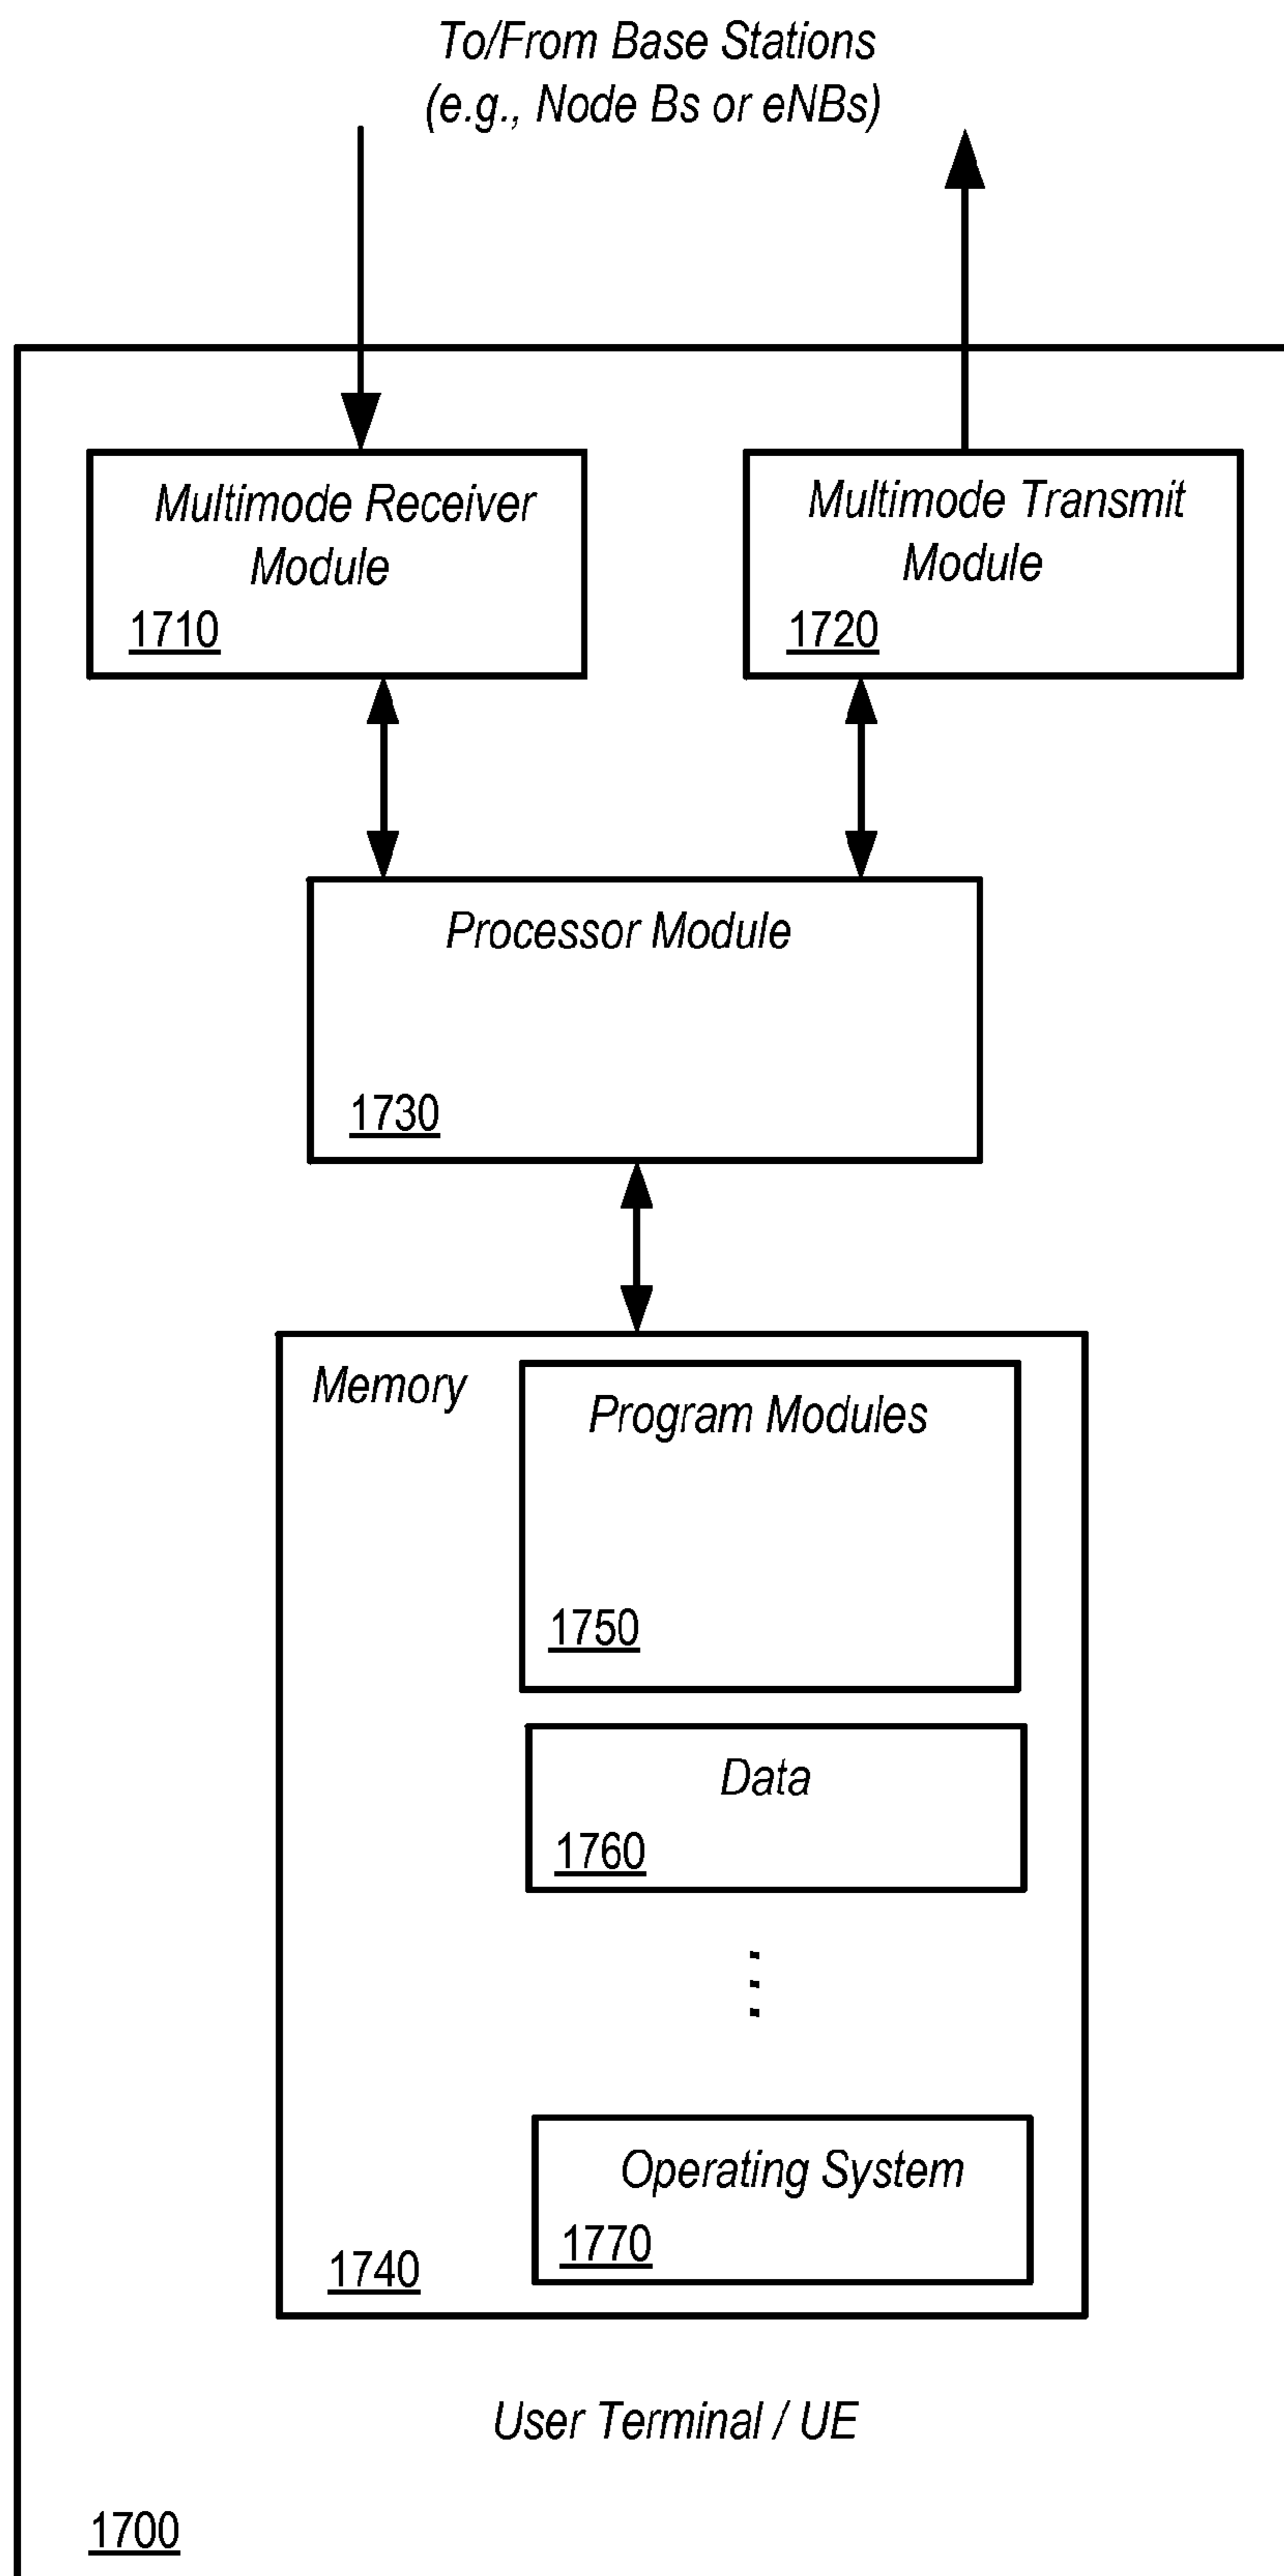 To/From Base Stations
(e.g., Node Bs or eNBs)
Multimode Receiver
Module
1710
Multimode Transmit
Module
1720
Processor Module
1730
Memory
Program Modules
1750
Data
1760
Operating System
1770
1740
User Terminal / UE
1700